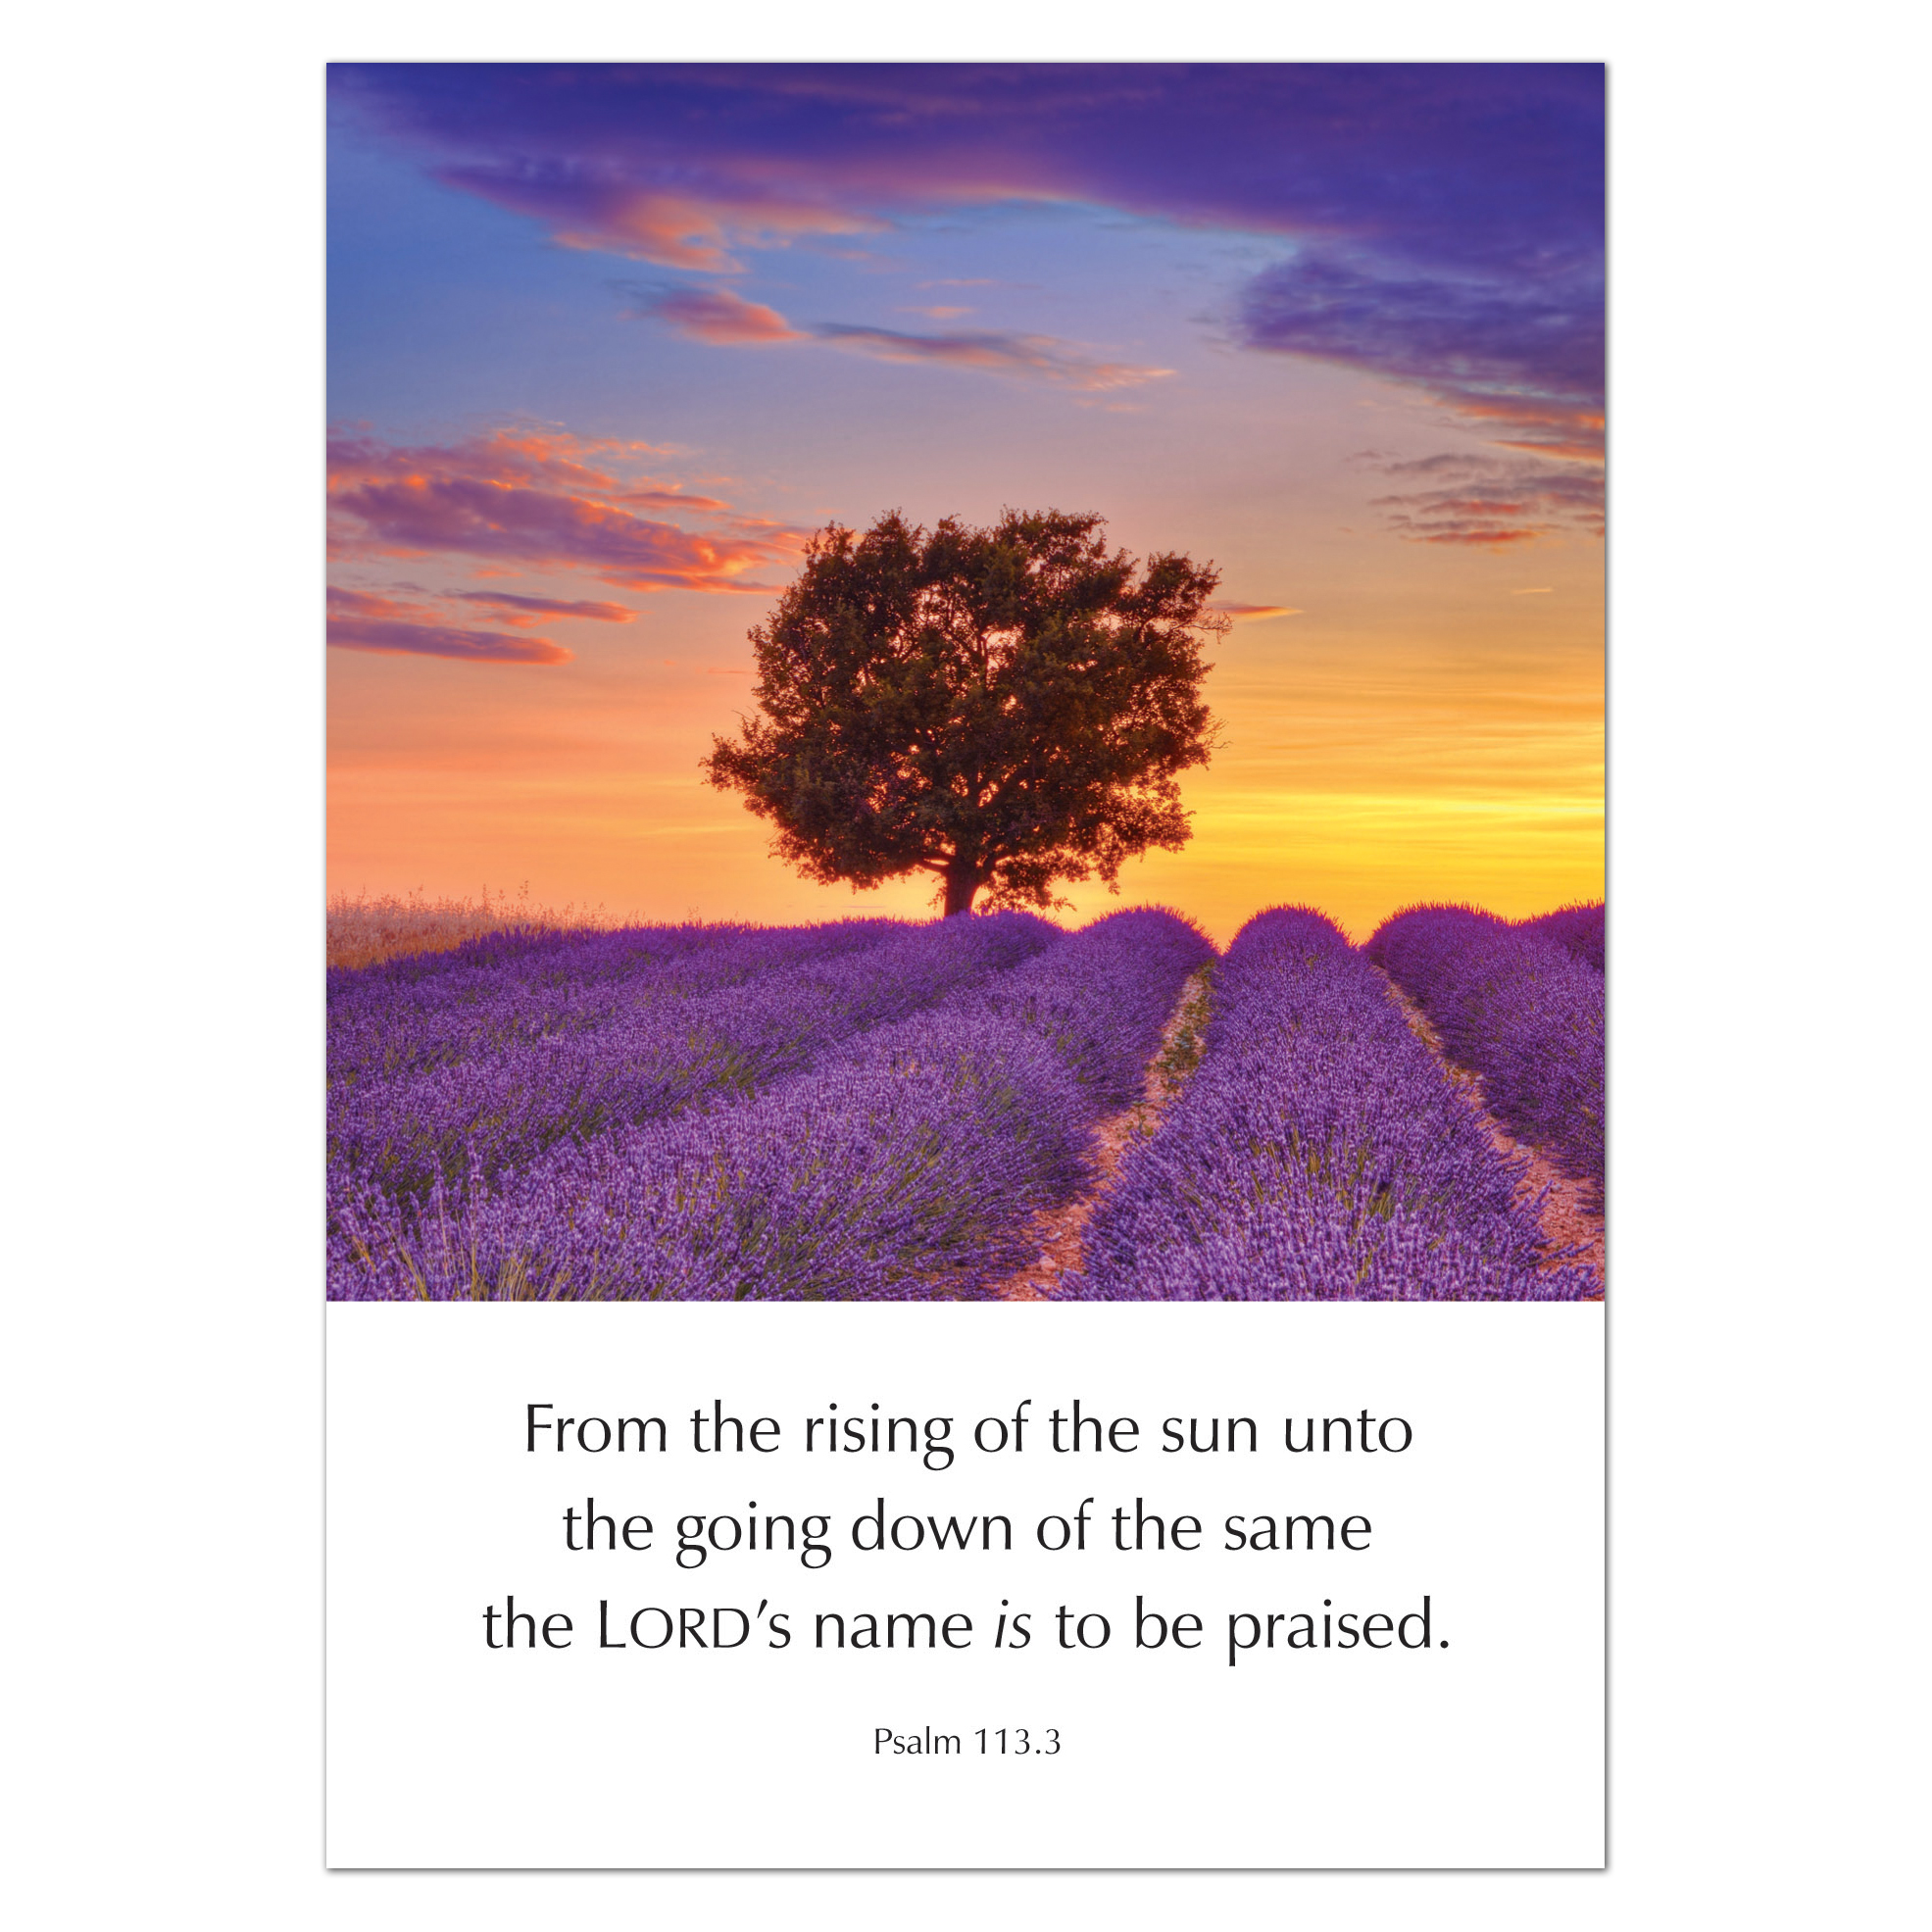 From the rising of the sun unto
the going down of the same
the LORD’s name is to be praised.
Psalm 113.3